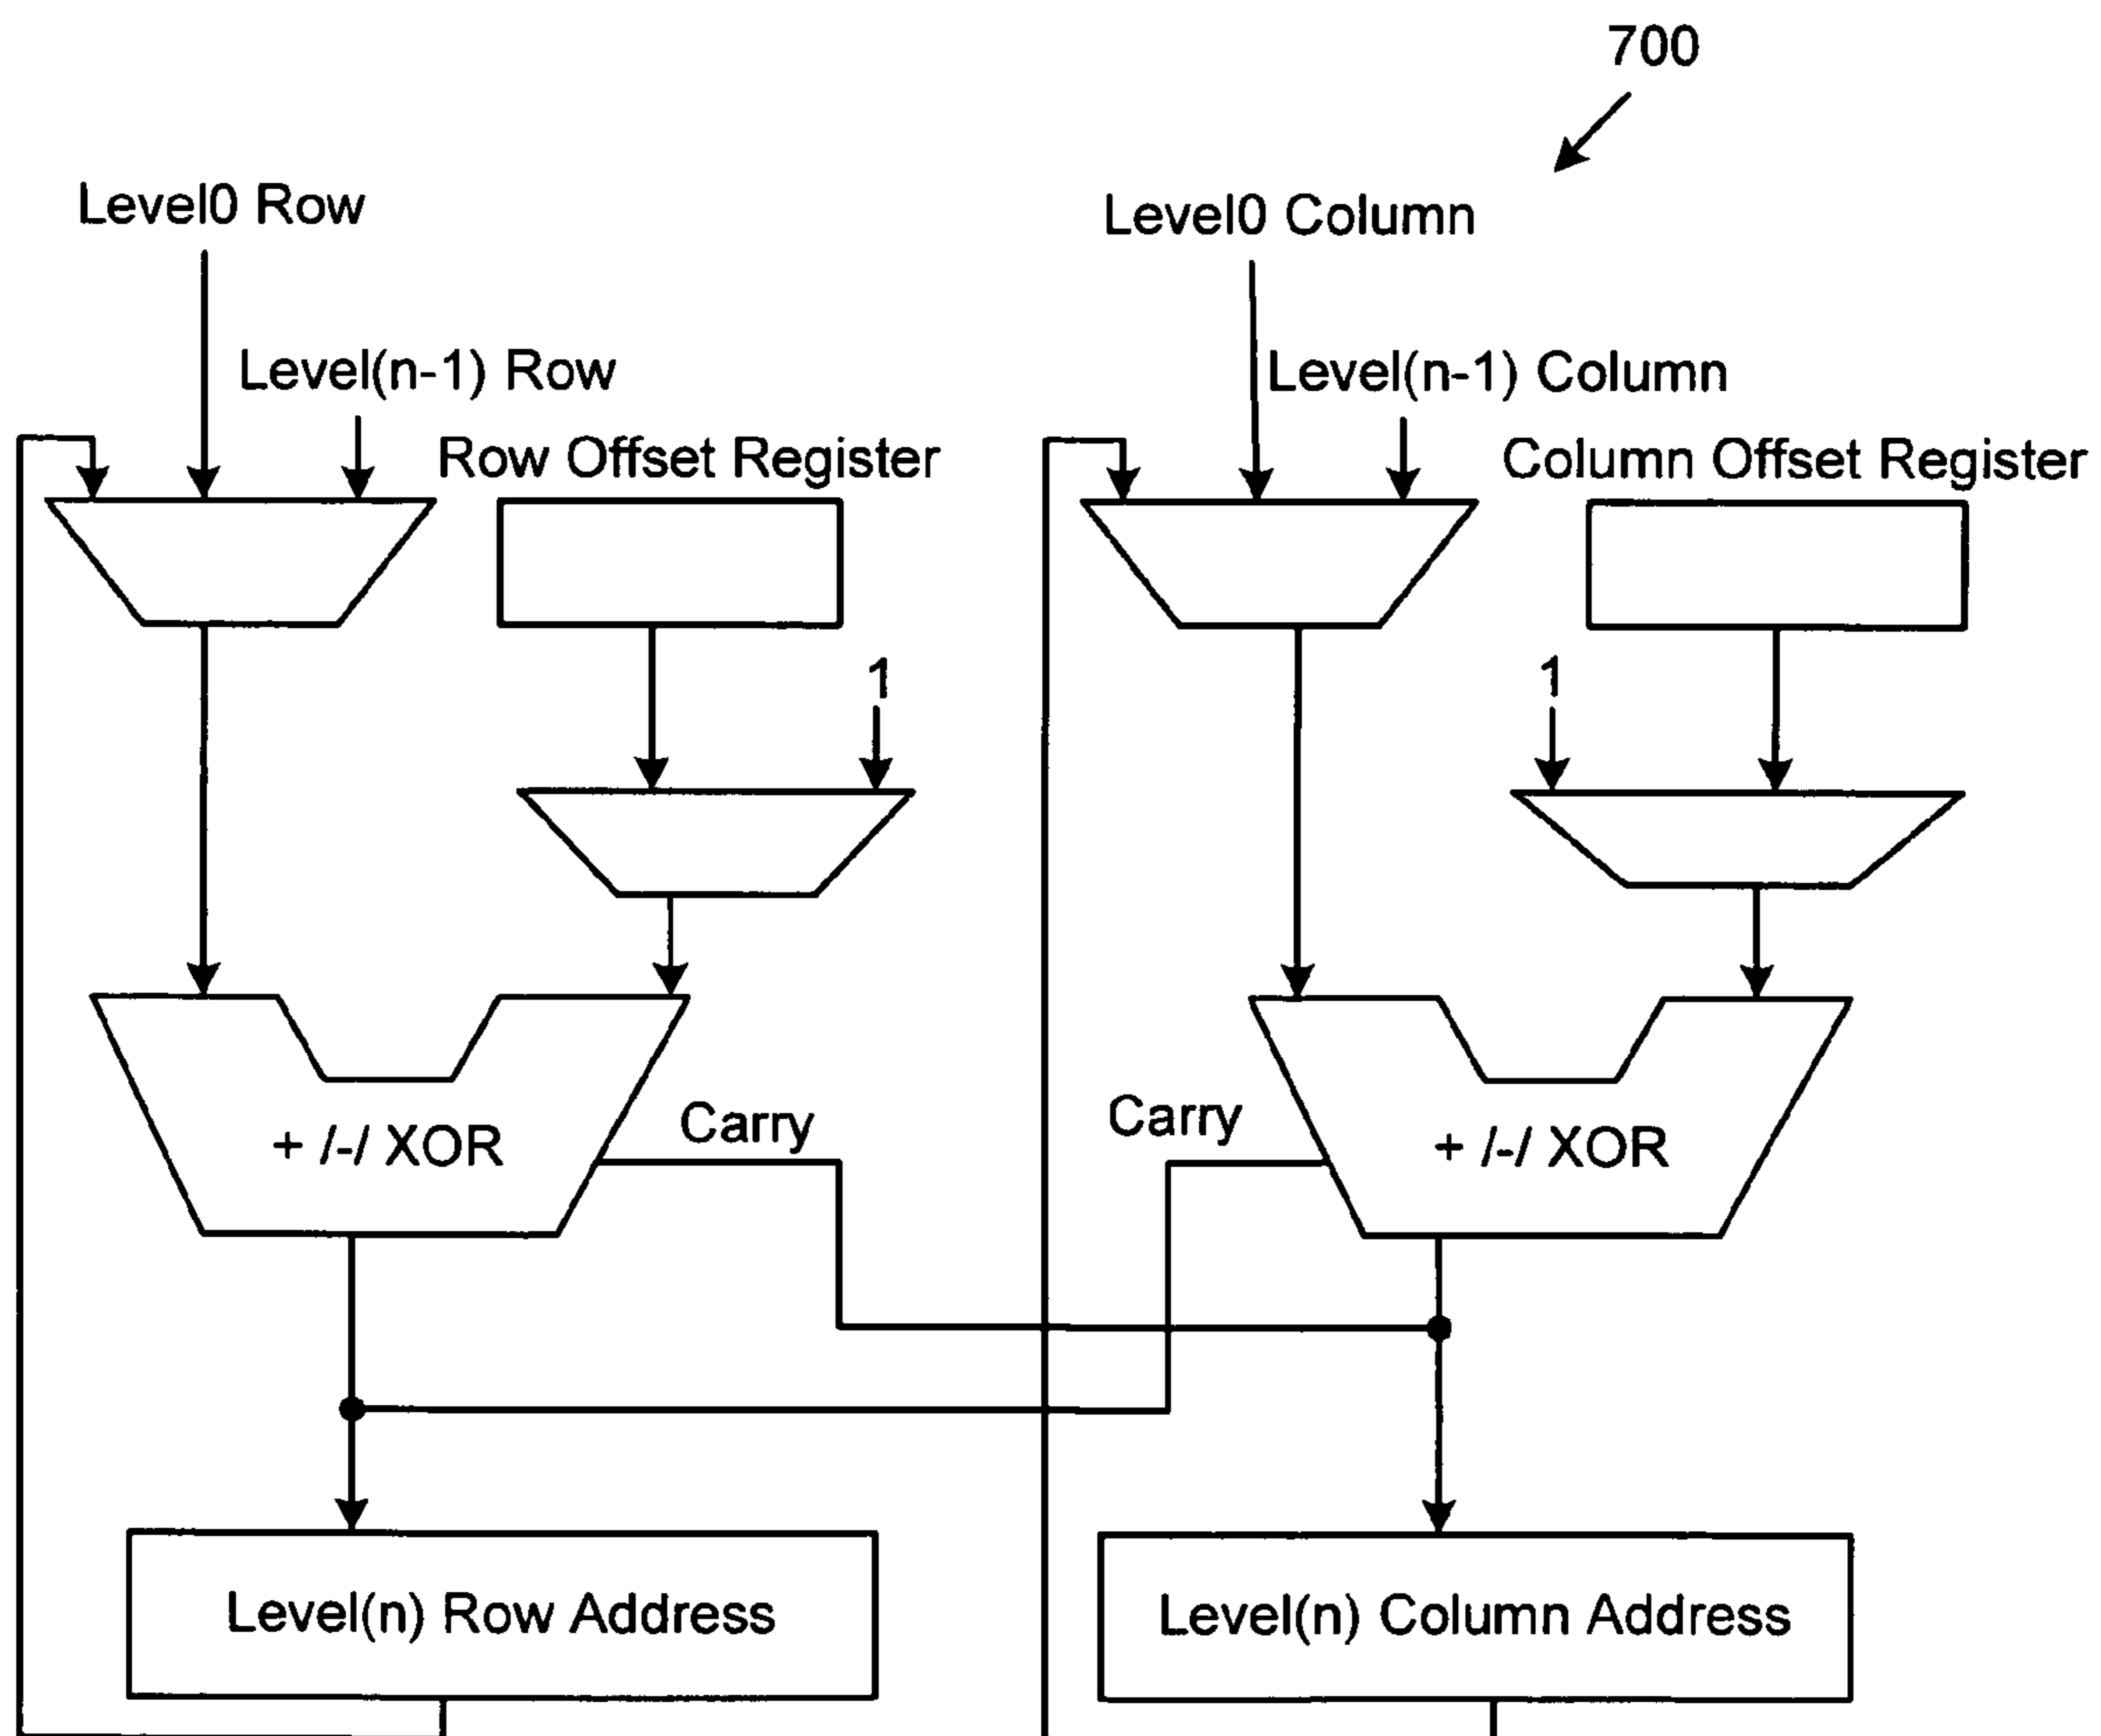 700
Level0 Row
Level0 Column
Level(n-1) Row
Level(n-1) Column
Row Offset Register
Column Offset Register
1
1
+ /-/ XOR
Carry
Carry
+ /-/ XOR
Level(n) Row Address
Level(n) Column Address